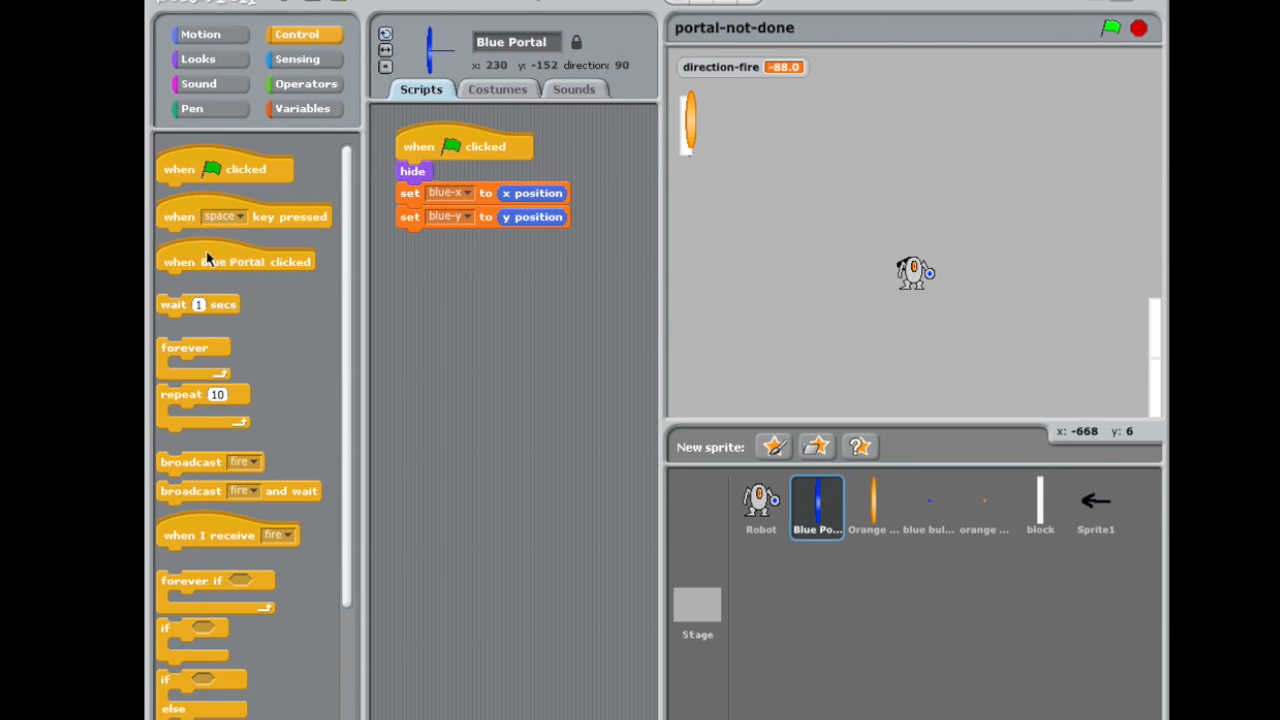 Motion
Control
Looks
Sensing
Sound
Operators
Pen
Variables
when clicked
when space key pressed
when Blue Portal clicked
wait 1 secs
forever
repeat 10
broadcast fire
broadcast fire and wait
when I receive fire
forever if
if
if
else
Blue Portal
x: 230 y: -152 direction: 90
Scripts
Costumes
Sounds
when clicked
hide
set blue-x to x position
set blue-y to y position
portal-not-done
direction-fire -88.0
x: -668 y: 6
New sprite:
Robot
Blue Po...
Orange ...
blue bul...
orange ...
block
Sprite1
Stage